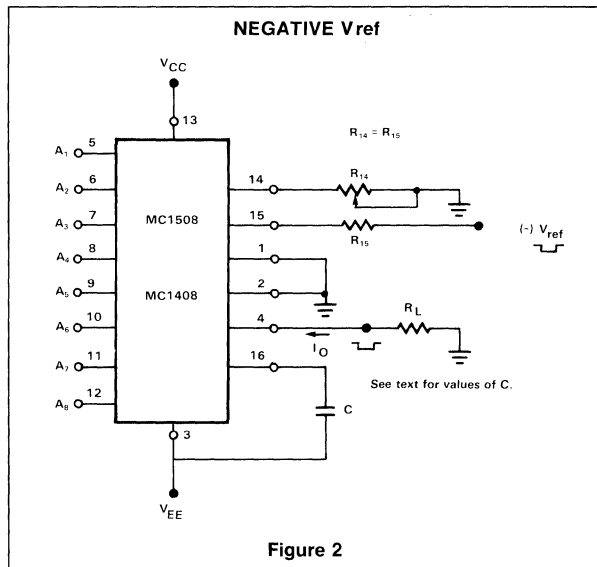 NEGATIVE Vref
VCC
13
R14 = R15
A1 5
A2 6
A3 7
A4 8
A5 9
A6 10
A7 11
A8 12
MC1508
MC1408
14
R14
15
R15
(-) Vref
1
2
4
IO
RL
16
C
See text for values of C.
3
VEE
Figure 2